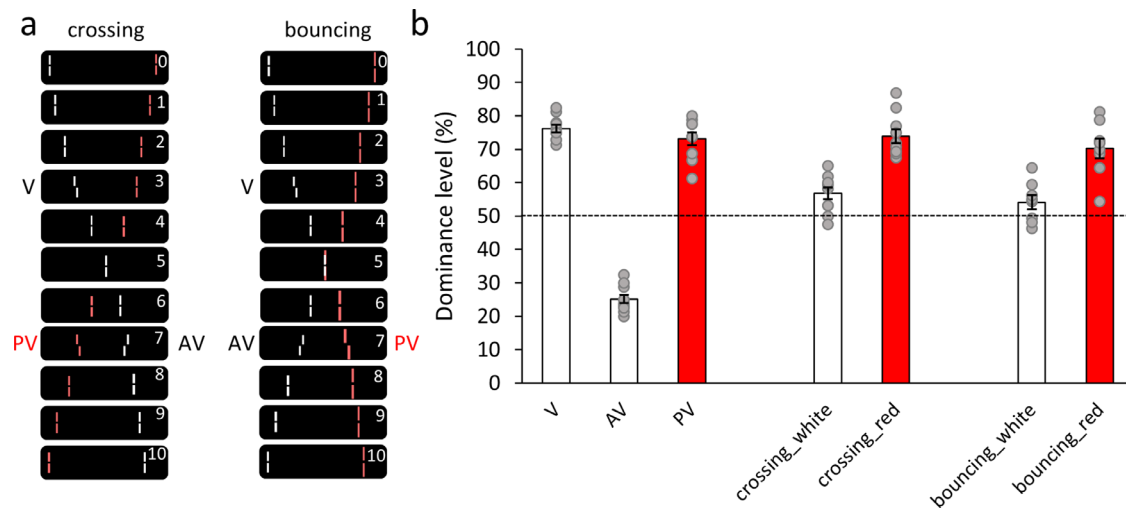 a
crossing
bouncing
0
1
2
V
3
4
5
6
PV
7
AV
8
9
10
0
1
2
V
3
4
5
6
AV
7
PV
8
9
10
b
Dominance level (%)
100
90
80
70
60
50
40
30
20
10
0
V
AV
PV
crossing_white
crossing_red
bouncing_white
bouncing_red